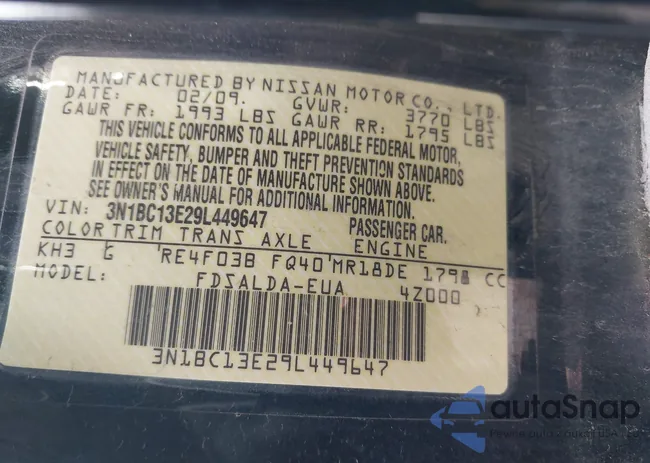 MANUFACTURED BY NISSAN MOTOR CO., LTD.
DATE: 02/09. GVWR: 3770 LBS
GAWR FR: 1993 LBS GAWR RR: 1795 LBS
THIS VEHICLE CONFORMS TO ALL APPLICABLE FEDERAL MOTOR,
VEHICLE SAFETY, BUMPER AND THEFT PREVENTION STANDARDS
IN EFFECT ON THE DATE OF MANUFACTURE SHOWN ABOVE.
SEE OWNER'S MANUAL FOR ADDITIONAL INFORMATION.
VIN: 3N1BC13E29L449647 PASSENGER CAR.
COLOR TRIM TRANS AXLE ENGINE
KH3 G RE4F03B FQ40 MR18DE 1798 CC
MODEL: FDSALDA-EUA 4Z000
3N1BC13E29L449647
autoSnap